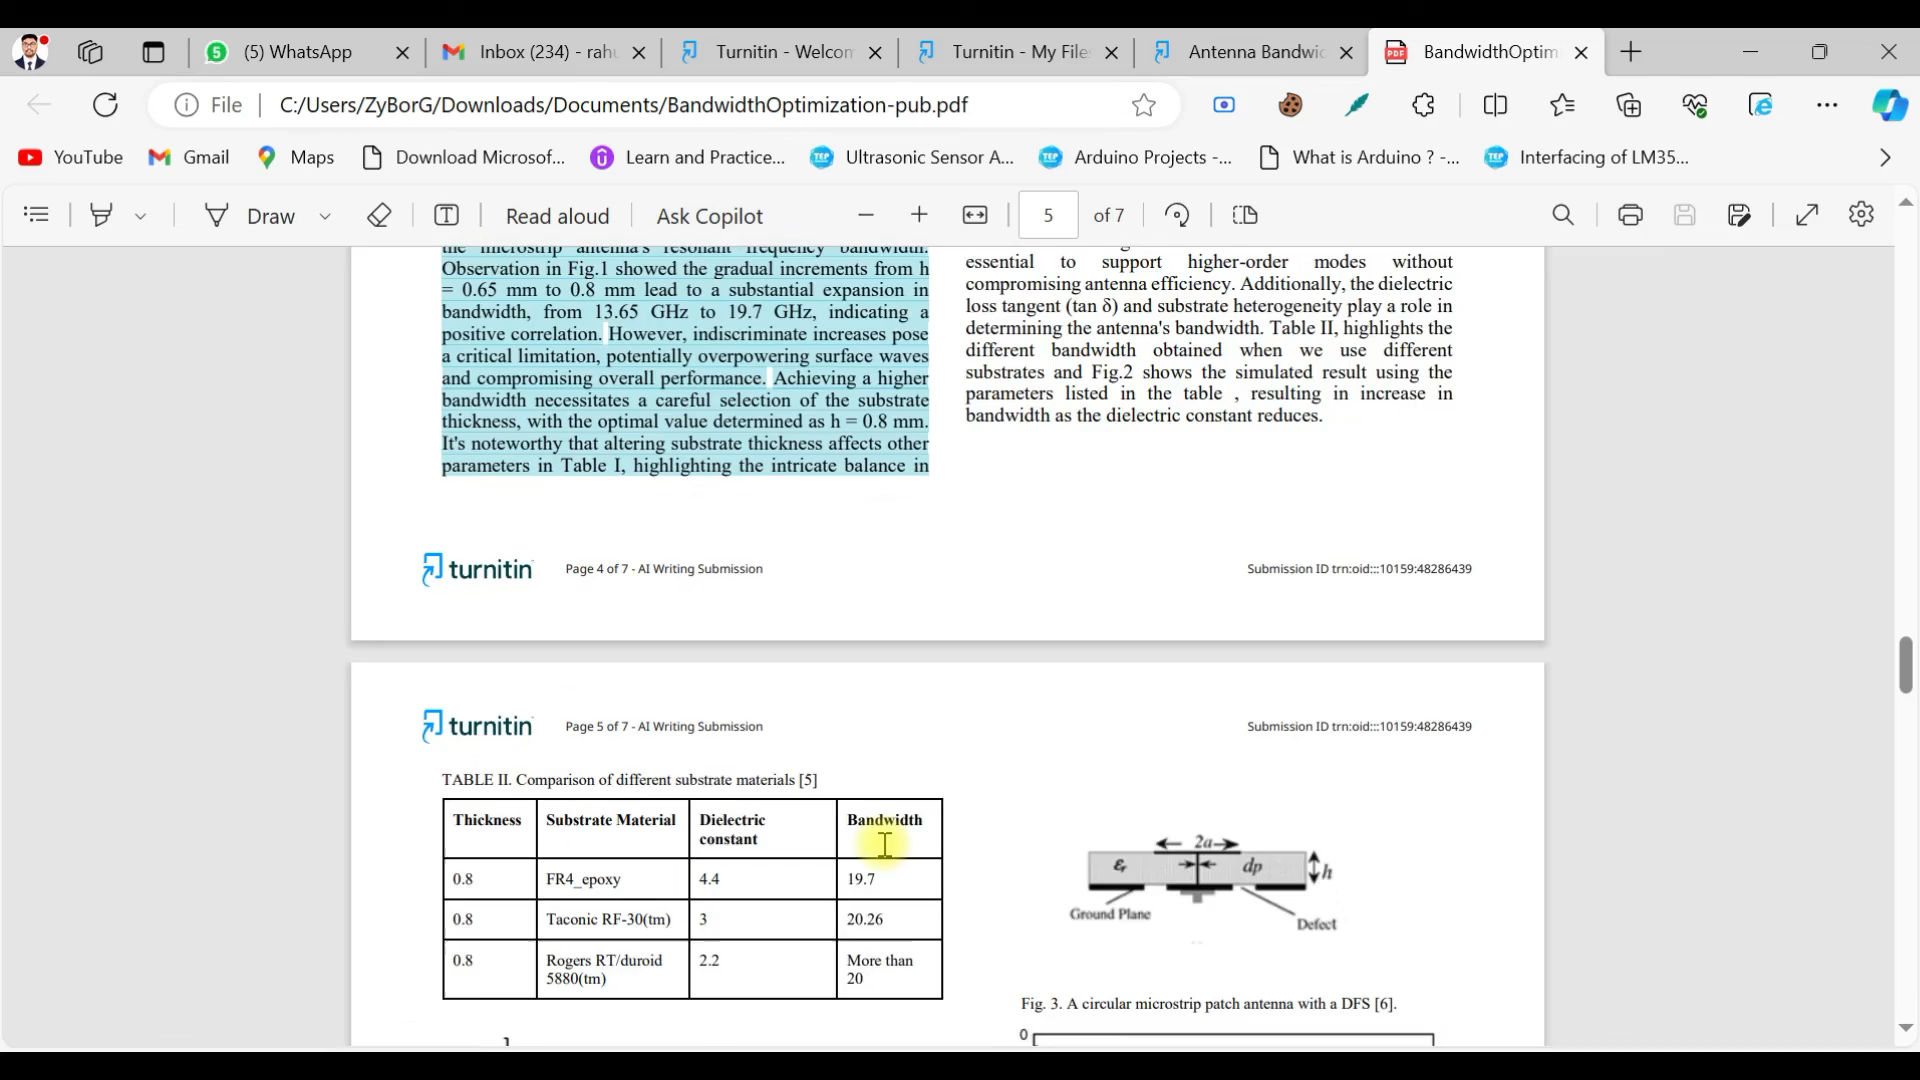 (5) WhatsApp
Inbox (234) - rahu
Turnitin - Welcom
Turnitin - My File
Antenna Bandwi
BandwidthOptim
File
C:/Users/ZyBorG/Downloads/Documents/BandwidthOptimization-pub.pdf
YouTube
Gmail
Maps
Download Microsof...
Learn and Practice...
Ultrasonic Sensor A...
Arduino Projects -...
What is Arduino ? -...
Interfacing of LM35...
Draw
Read aloud
Ask Copilot
5
of 7
the microstrip antenna's resonant frequency bandwidth.
Observation in Fig.1 showed the gradual increments from h
= 0.65 mm to 0.8 mm lead to a substantial expansion in
bandwidth, from 13.65 GHz to 19.7 GHz, indicating a
positive correlation. However, indiscriminate increases pose
a critical limitation, potentially overpowering surface waves
and compromising overall performance. Achieving a higher
bandwidth necessitates a careful selection of the substrate
thickness, with the optimal value determined as h = 0.8 mm.
It's noteworthy that altering substrate thickness affects other
parameters in Table I, highlighting the intricate balance in
essential to support higher-order modes without
compromising antenna efficiency. Additionally, the dielectric
loss tangent (tan δ) and substrate heterogeneity play a role in
determining the antenna's bandwidth. Table II, highlights the
different bandwidth obtained when we use different
substrates and Fig.2 shows the simulated result using the
parameters listed in the table , resulting in increase in
bandwidth as the dielectric constant reduces.
turnitin
Page 4 of 7 - AI Writing Submission
Submission ID trn:oid:::10159:48286439
turnitin
Page 5 of 7 - AI Writing Submission
Submission ID trn:oid:::10159:48286439
TABLE II. Comparison of different substrate materials [5]
Thickness
Substrate Material
Dielectric
constant
Bandwidth
0.8
FR4_epoxy
4.4
19.7
0.8
Taconic RF-30(tm)
3
20.26
0.8
Rogers RT/duroid
5880(tm)
2.2
More than
20
2a
εr
dp
h
Ground Plane
Defect
Fig. 3. A circular microstrip patch antenna with a DFS [6].
0